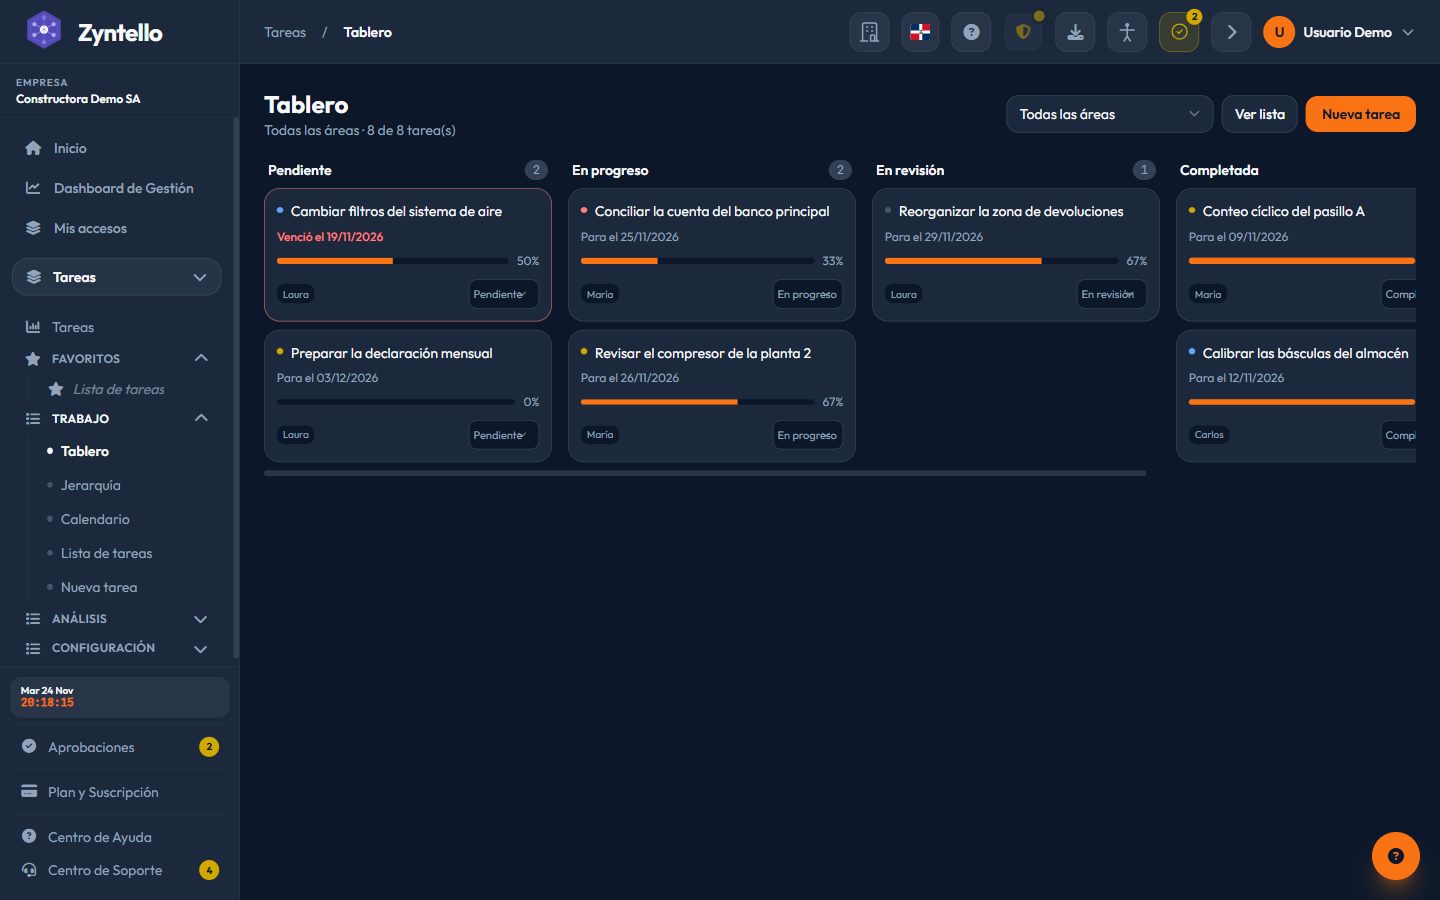 Zyntello
EMPRESA
Constructora Demo SA
Inicio
Dashboard de Gestión
Mis accesos
Tareas
Tareas
FAVORITOS
Lista de tareas
TRABAJO
Tablero
Jerarquía
Calendario
Lista de tareas
Nueva tarea
ANÁLISIS
CONFIGURACIÓN
Mar 24 Nov
20:18:15
Aprobaciones 2
Plan y Suscripción
Centro de Ayuda
Centro de Soporte 4
Tareas / Tablero
2
U Usuario Demo
Tablero
Todas las áreas · 8 de 8 tarea(s)
Todas las áreas
Ver lista
Nueva tarea
Pendiente 2
Cambiar filtros del sistema de aire
Venció el 19/11/2026
50%
Laura Pendiente
Preparar la declaración mensual
Para el 03/12/2026
0%
Laura Pendiente
En progreso 2
Conciliar la cuenta del banco principal
Para el 25/11/2026
33%
María En progreso
Revisar el compresor de la planta 2
Para el 26/11/2026
67%
María En progreso
En revisión 1
Reorganizar la zona de devoluciones
Para el 29/11/2026
67%
Laura En revisión
Completada
Conteo cíclico del pasillo A
Para el 09/11/2026
María Compl
Calibrar las básculas del almacén
Para el 12/11/2026
Carlos Compl